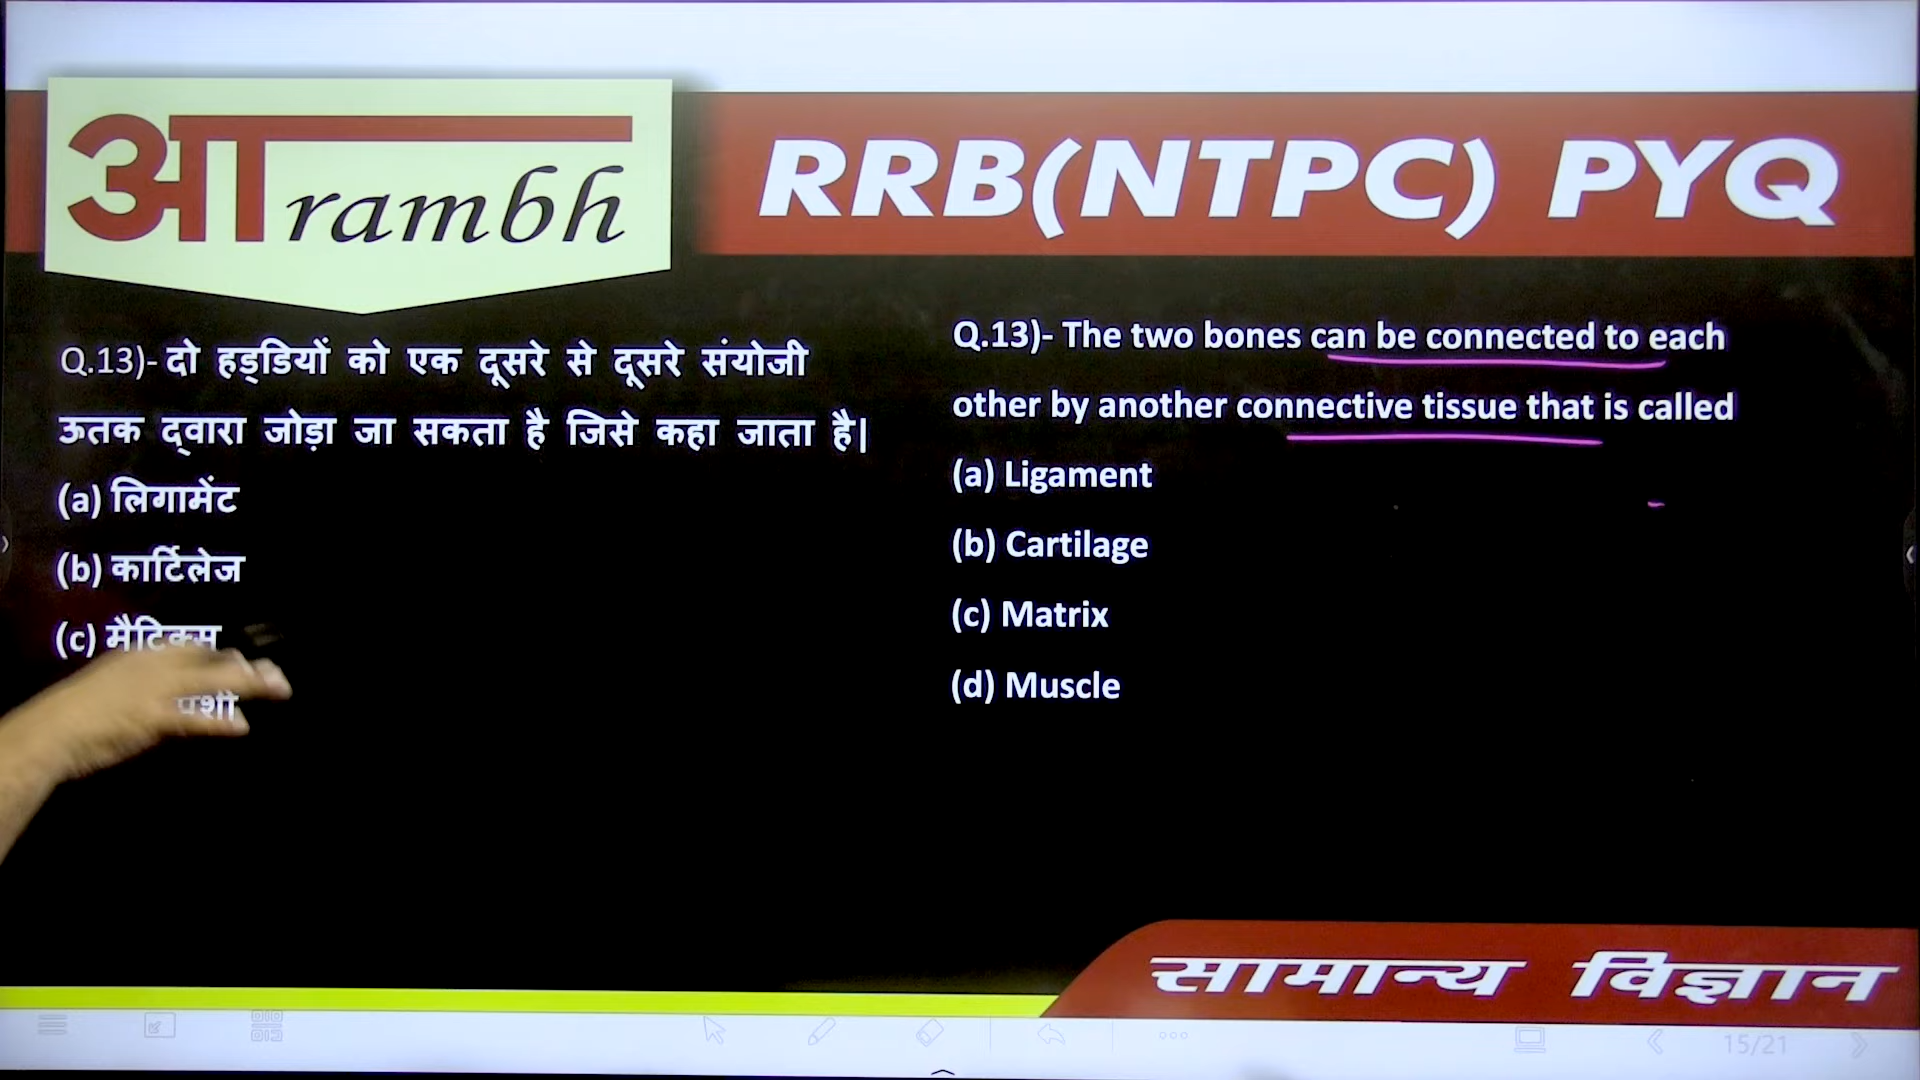 आrambh
RRB(NTPC) PYQ
Q.13)- दो हड्डियों को एक दूसरे से दूसरे संयोजी
ऊतक द्वारा जोड़ा जा सकता है जिसे कहा जाता है|
(a) लिगामेंट
(b) कार्टिलेज
(c) मैट्रिक्स
Q.13)- The two bones can be connected to each
other by another connective tissue that is called
(a) Ligament
(b) Cartilage
(c) Matrix
(d) Muscle
सामान्य विज्ञान
15/21